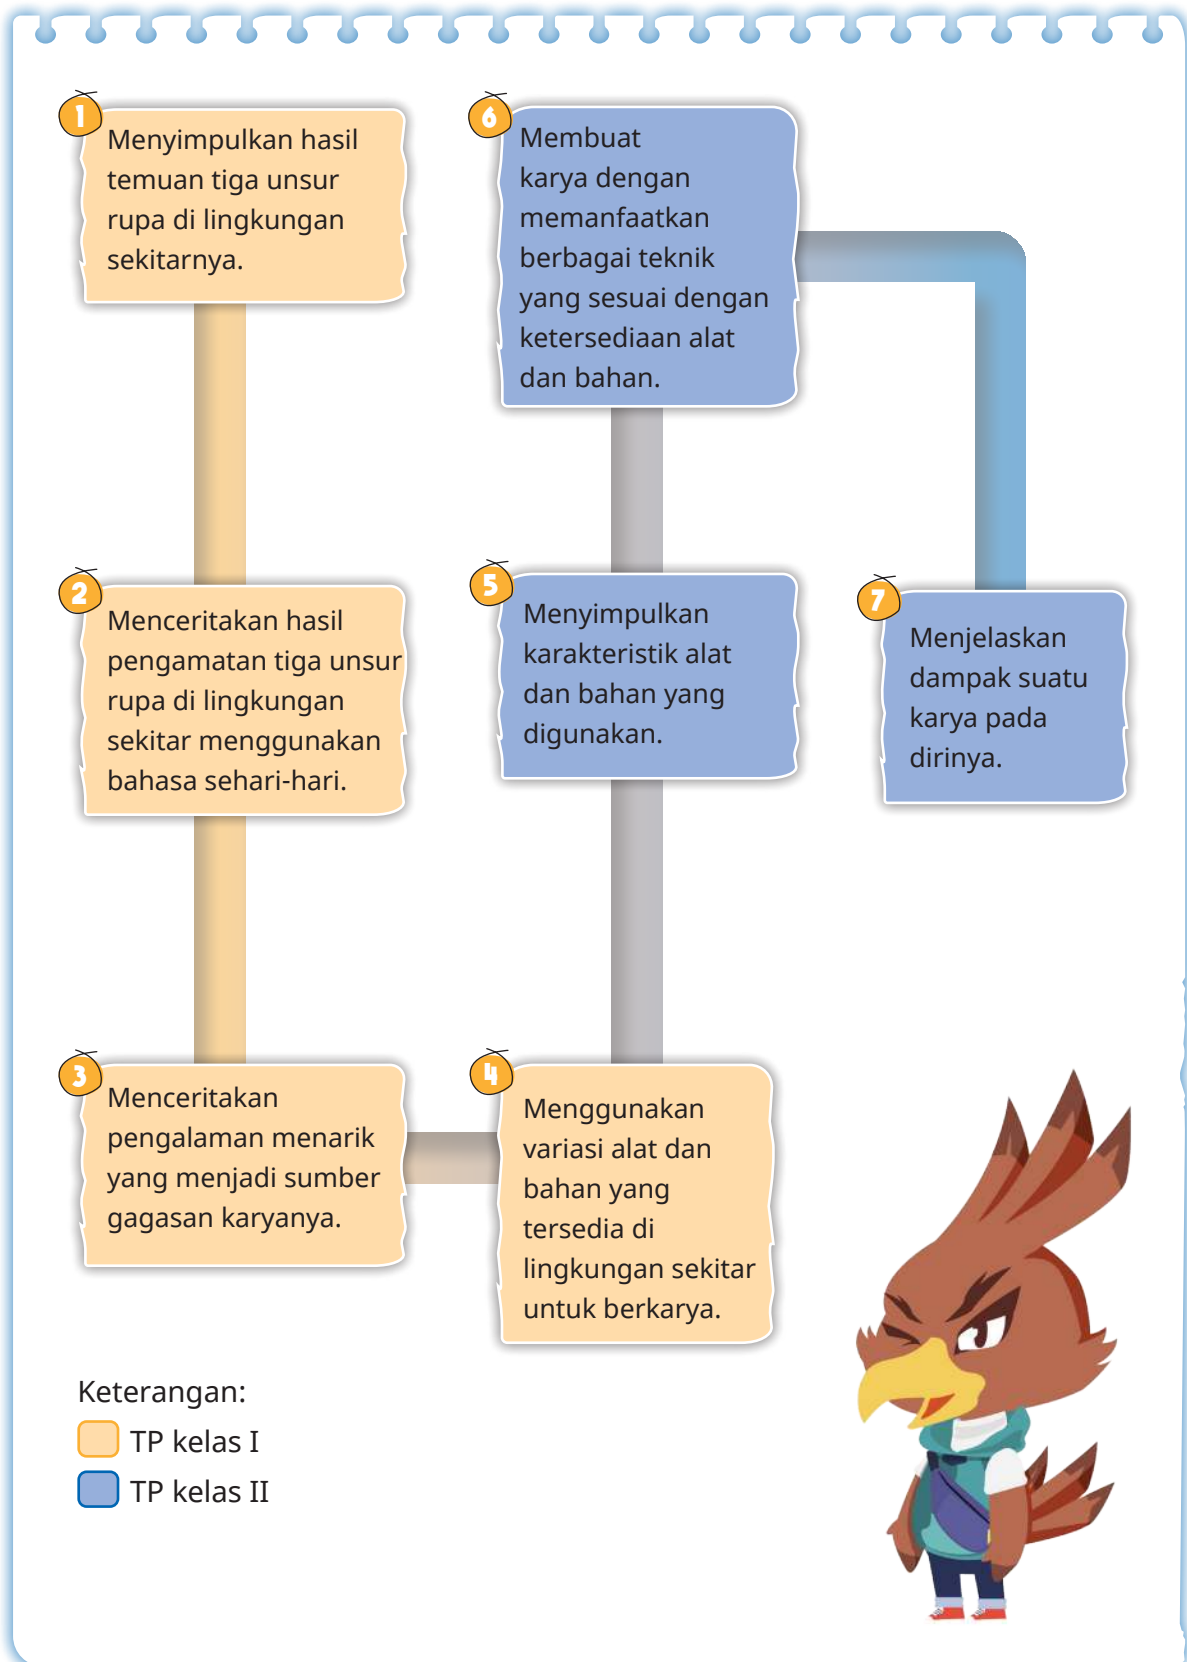 1
Menyimpulkan hasil
temuan tiga unsur
rupa di lingkungan
sekitarnya.
2
Menceritakan hasil
pengamatan tiga unsur
rupa di lingkungan
sekitar menggunakan
bahasa sehari-hari.
3
Menceritakan
pengalaman menarik
yang menjadi sumber
gagasan karyanya.
4
Menggunakan
variasi alat dan
bahan yang
tersedia di
lingkungan sekitar
untuk berkarya.
5
Menyimpulkan
karakteristik alat
dan bahan yang
digunakan.
6
Membuat
karya dengan
memanfaatkan
berbagai teknik
yang sesuai dengan
ketersediaan alat
dan bahan.
7
Menjelaskan
dampak suatu
karya pada
dirinya.
Keterangan:
TP kelas I
TP kelas II